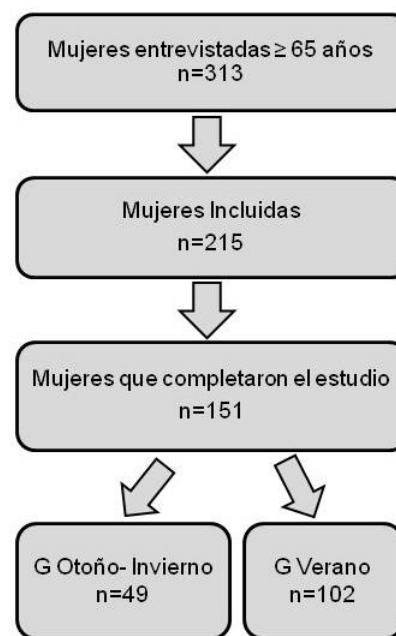 Mujeres entrevistadas ≥ 65 años
n=313
Mujeres Incluidas
n=215
Mujeres que completaron el estudio
n=151
G Otoño- Invierno
n=49
G Verano
n=102